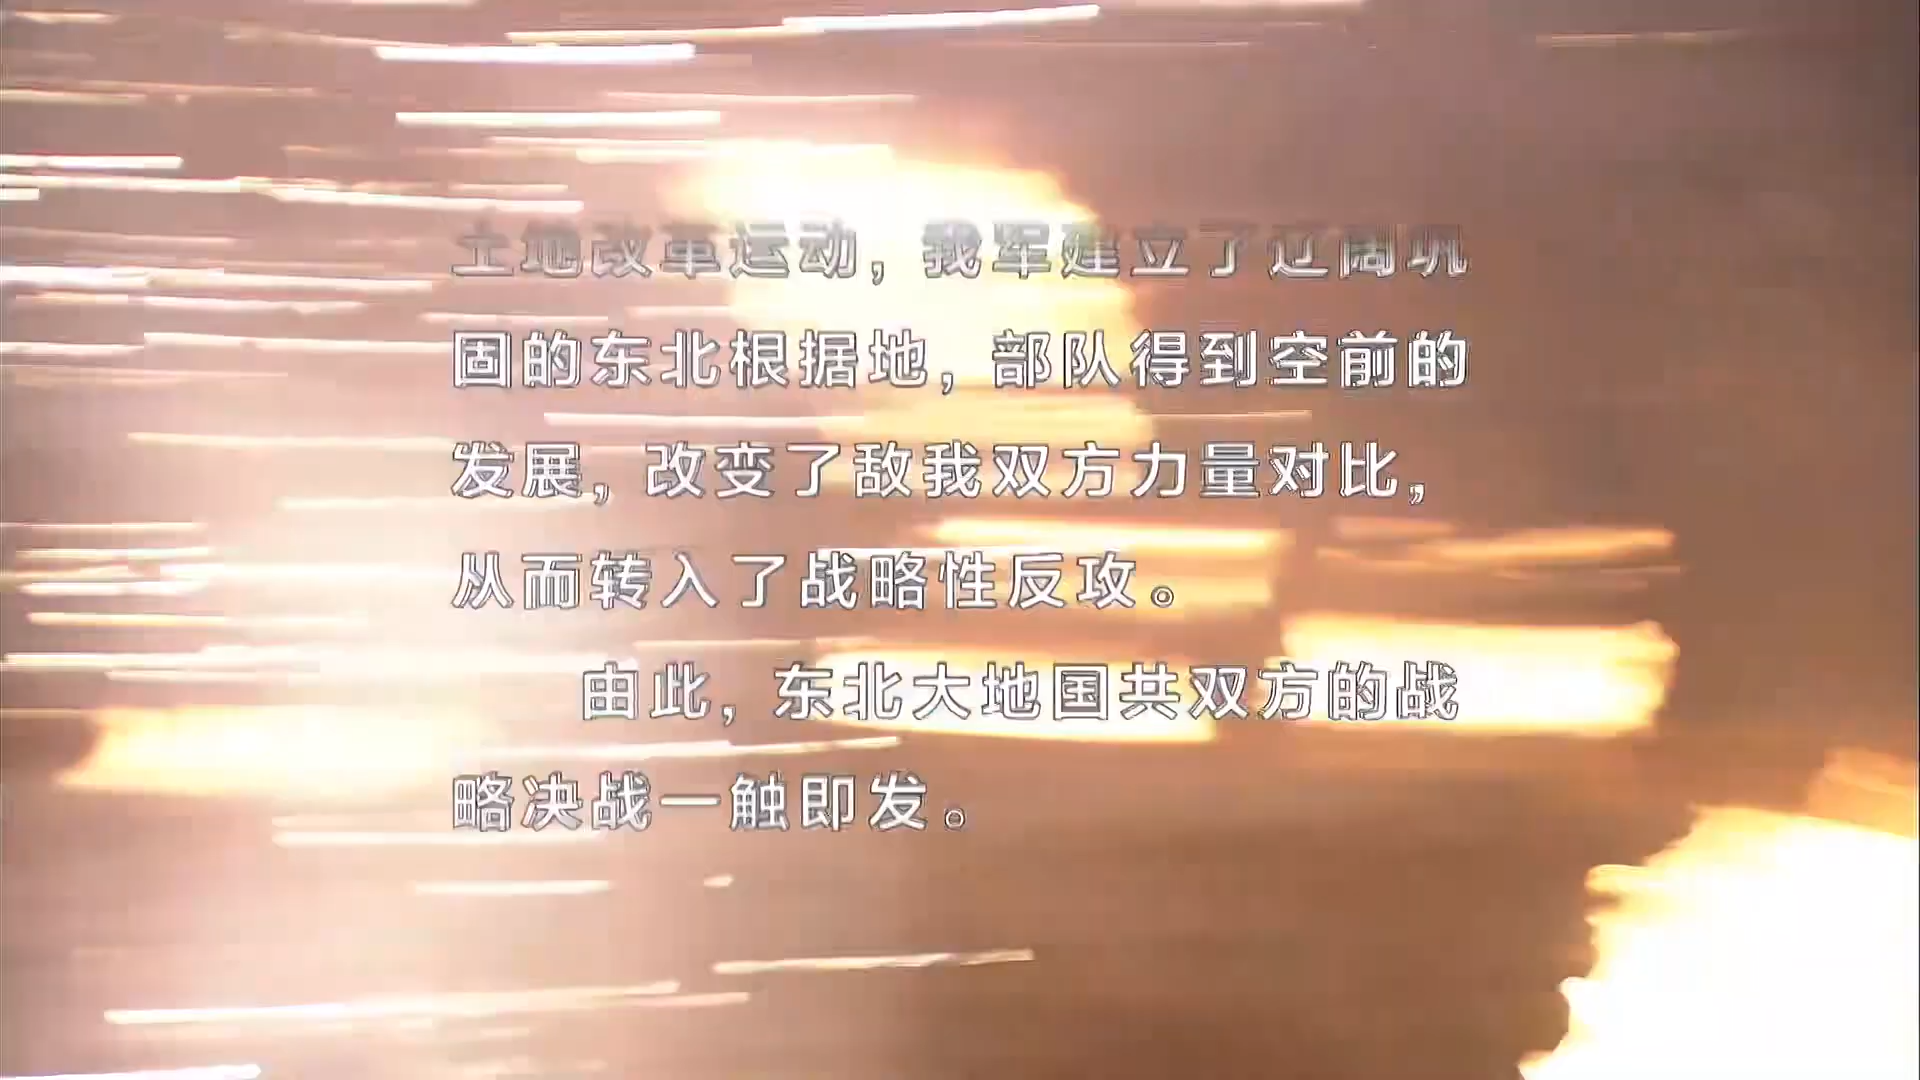 土地改革运动，我军建立了辽阔巩
固的东北根据地，部队得到空前的
发展，改变了敌我双方力量对比，
从而转入了战略性反攻。
由此，东北大地国共双方的战
略决战一触即发。